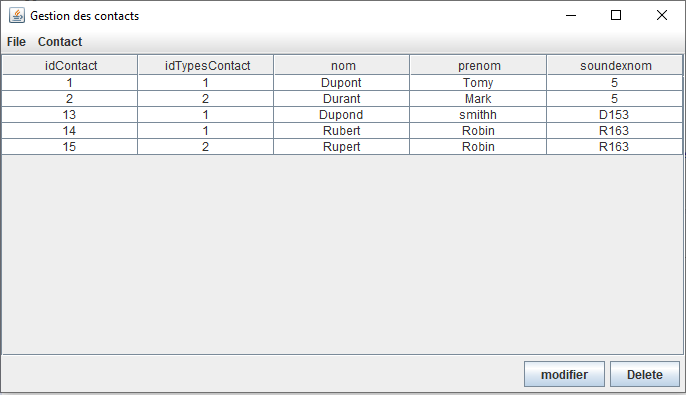 Gestion des contacts
File Contact
idContact idTypesContact nom prenom soundexnom
1 1 Dupont Tomy 5
2 2 Durant Mark 5
13 1 Dupond smithh D153
14 1 Rubert Robin R163
15 2 Rupert Robin R163
modifier Delete